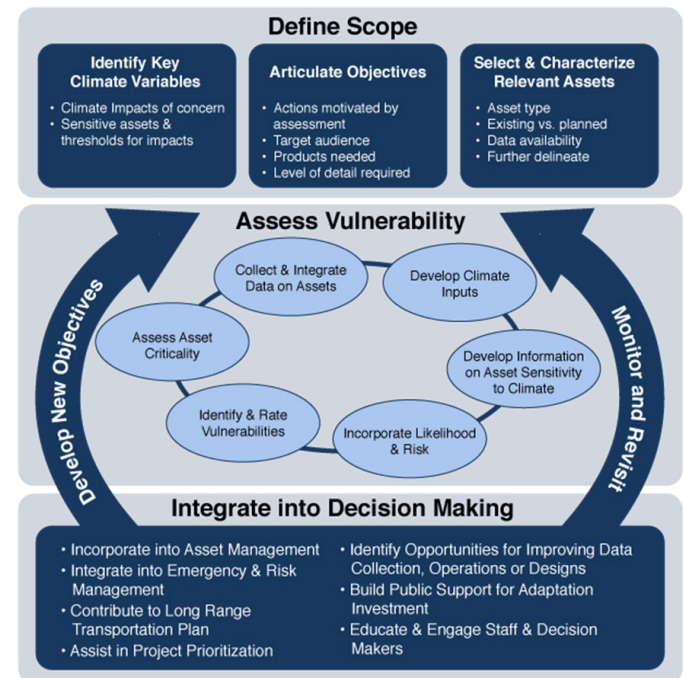 Define Scope
Identify Key
Climate Variables
• Climate Impacts of concern
• Sensitive assets &
thresholds for impacts
Articulate Objectives
• Actions motivated by
assessment
• Target audience
• Products needed
• Level of detail required
Select & Characterize
Relevant Assets
• Asset type
• Existing vs. planned
• Data availability
• Further delineate
Assess Vulnerability
Collect & Integrate
Data on Assets
Develop Climate
Inputs
Develop Information
on Asset Sensitivity
to Climate
Incorporate Likelihood
& Risk
Identify & Rate
Vulnerabilities
Assess Asset
Criticality
Develop New Objectives
Monitor and Revisit
Integrate into Decision Making
• Incorporate into Asset Management
• Integrate into Emergency & Risk
Management
• Contribute to Long Range
Transportation Plan
• Assist in Project Prioritization
• Identify Opportunities for Improving Data
Collection, Operations or Designs
• Build Public Support for Adaptation
Investment
• Educate & Engage Staff & Decision
Makers